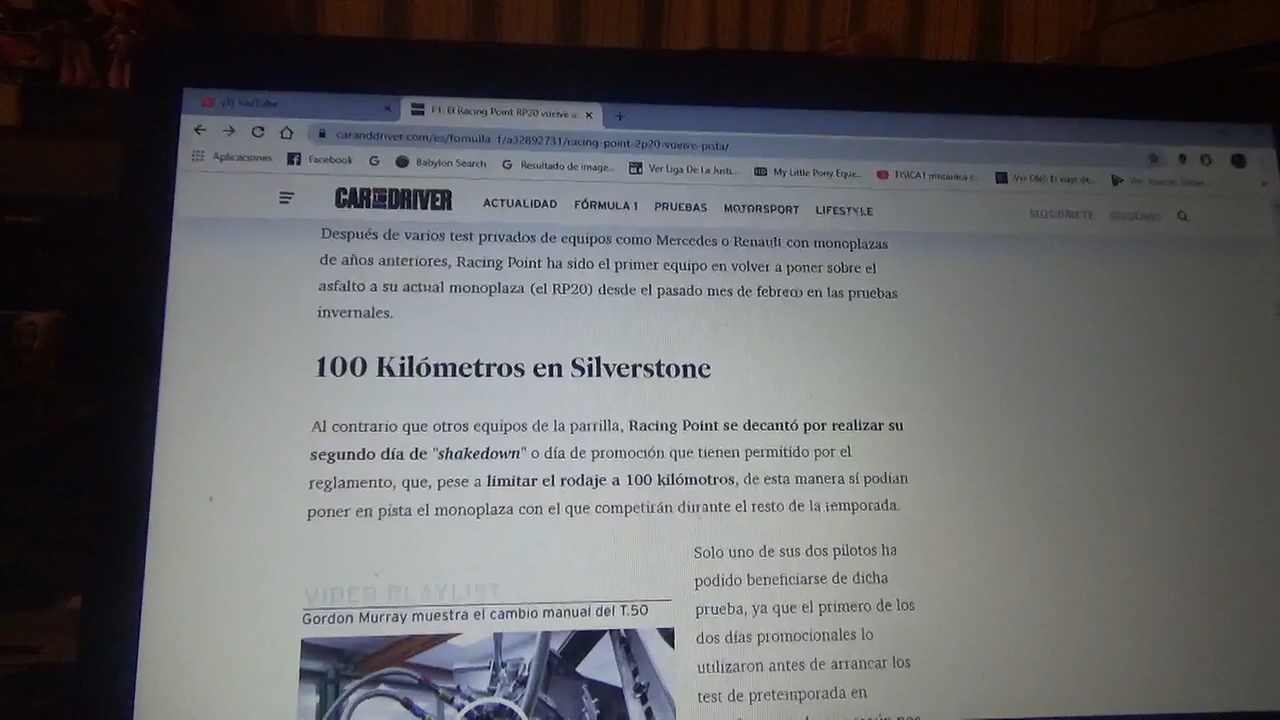 (1) YouTube
F1: El Racing Point RP20 vuelve a
caranddriver.com/es/fomulla-1/a32892731/racing-point-2p20-vuelve-pista/
Aplicaciones Facebook Babylon Search Resultado de image... Ver Liga De La Justi... My Little Pony Eque... FISICA1 Ver
CAR AND DRIVER ACTUALIDAD FÓRMULA 1 PRUEBAS MOTORSPORT LIFESTYLE SUSCRÍBETE SÍGUENOS
Después de varios test privados de equipos como Mercedes o Renault con monoplazas
de años anteriores, Racing Point ha sido el primer equipo en volver a poner sobre el
asfalto a su actual monoplaza (el RP20) desde el pasado mes de febrero en las pruebas
invernales.
100 Kilómetros en Silverstone
Al contrario que otros equipos de la parrilla, Racing Point se decantó por realizar su
segundo día de "shakedown" o día de promoción que tienen permitido por el
reglamento, que, pese a limitar el rodaje a 100 kilómotros, de esta manera sí podían
poner en pista el monoplaza con el que competirán durante el resto de la temporada.
VIDEO PLAYLIST
Gordon Murray muestra el cambio manual del T.50
Solo uno de sus dos pilotos ha
podido beneficiarse de dicha
prueba, ya que el primero de los
dos días promocionales lo
utilizaron antes de arrancar los
test de pretemporada en